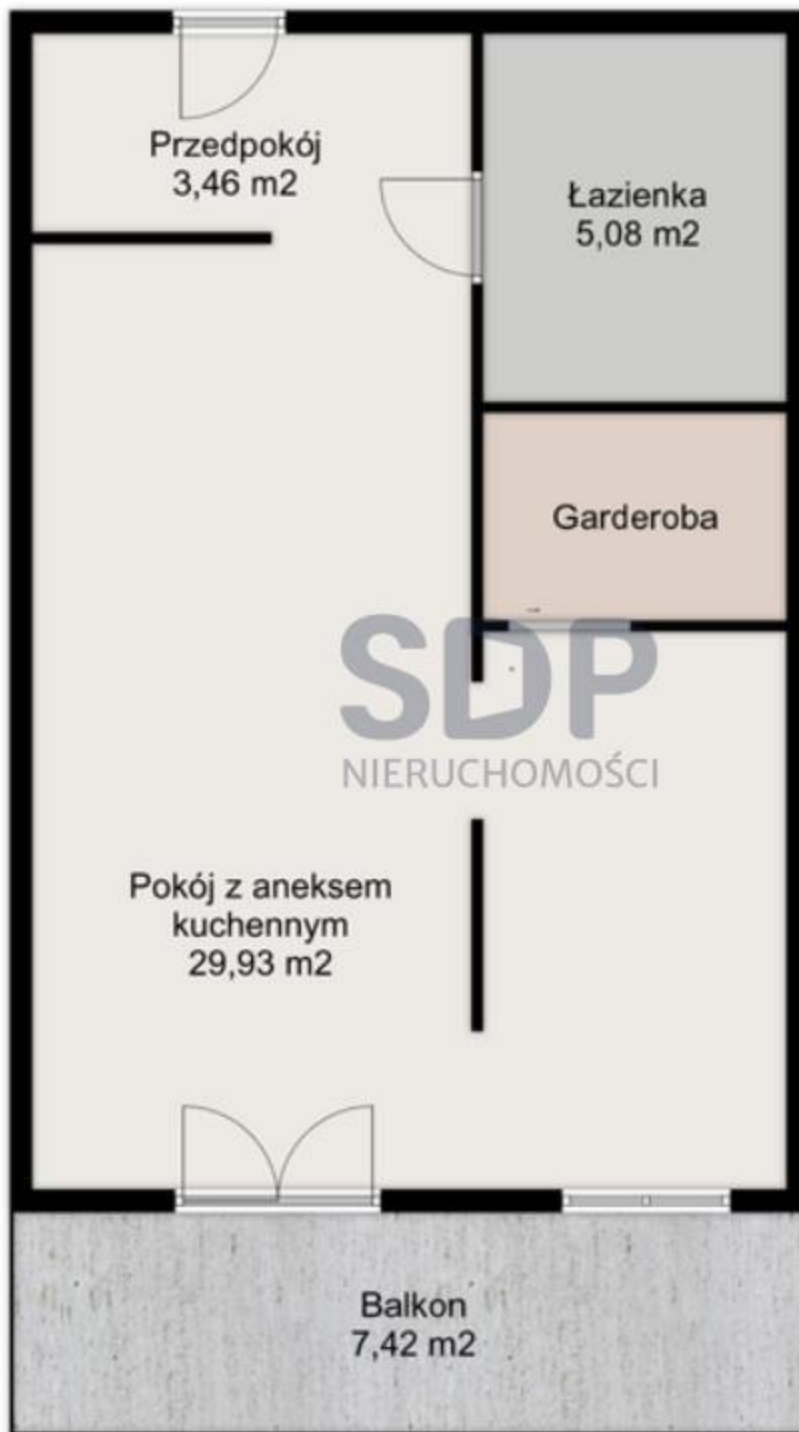 Przedpokój
3,46 m2
Łazienka
5,08 m2
Garderoba
SDP
NIERUCHOMOŚCI
Pokój z aneksem
kuchennym
29,93 m2
Balkon
7,42 m2